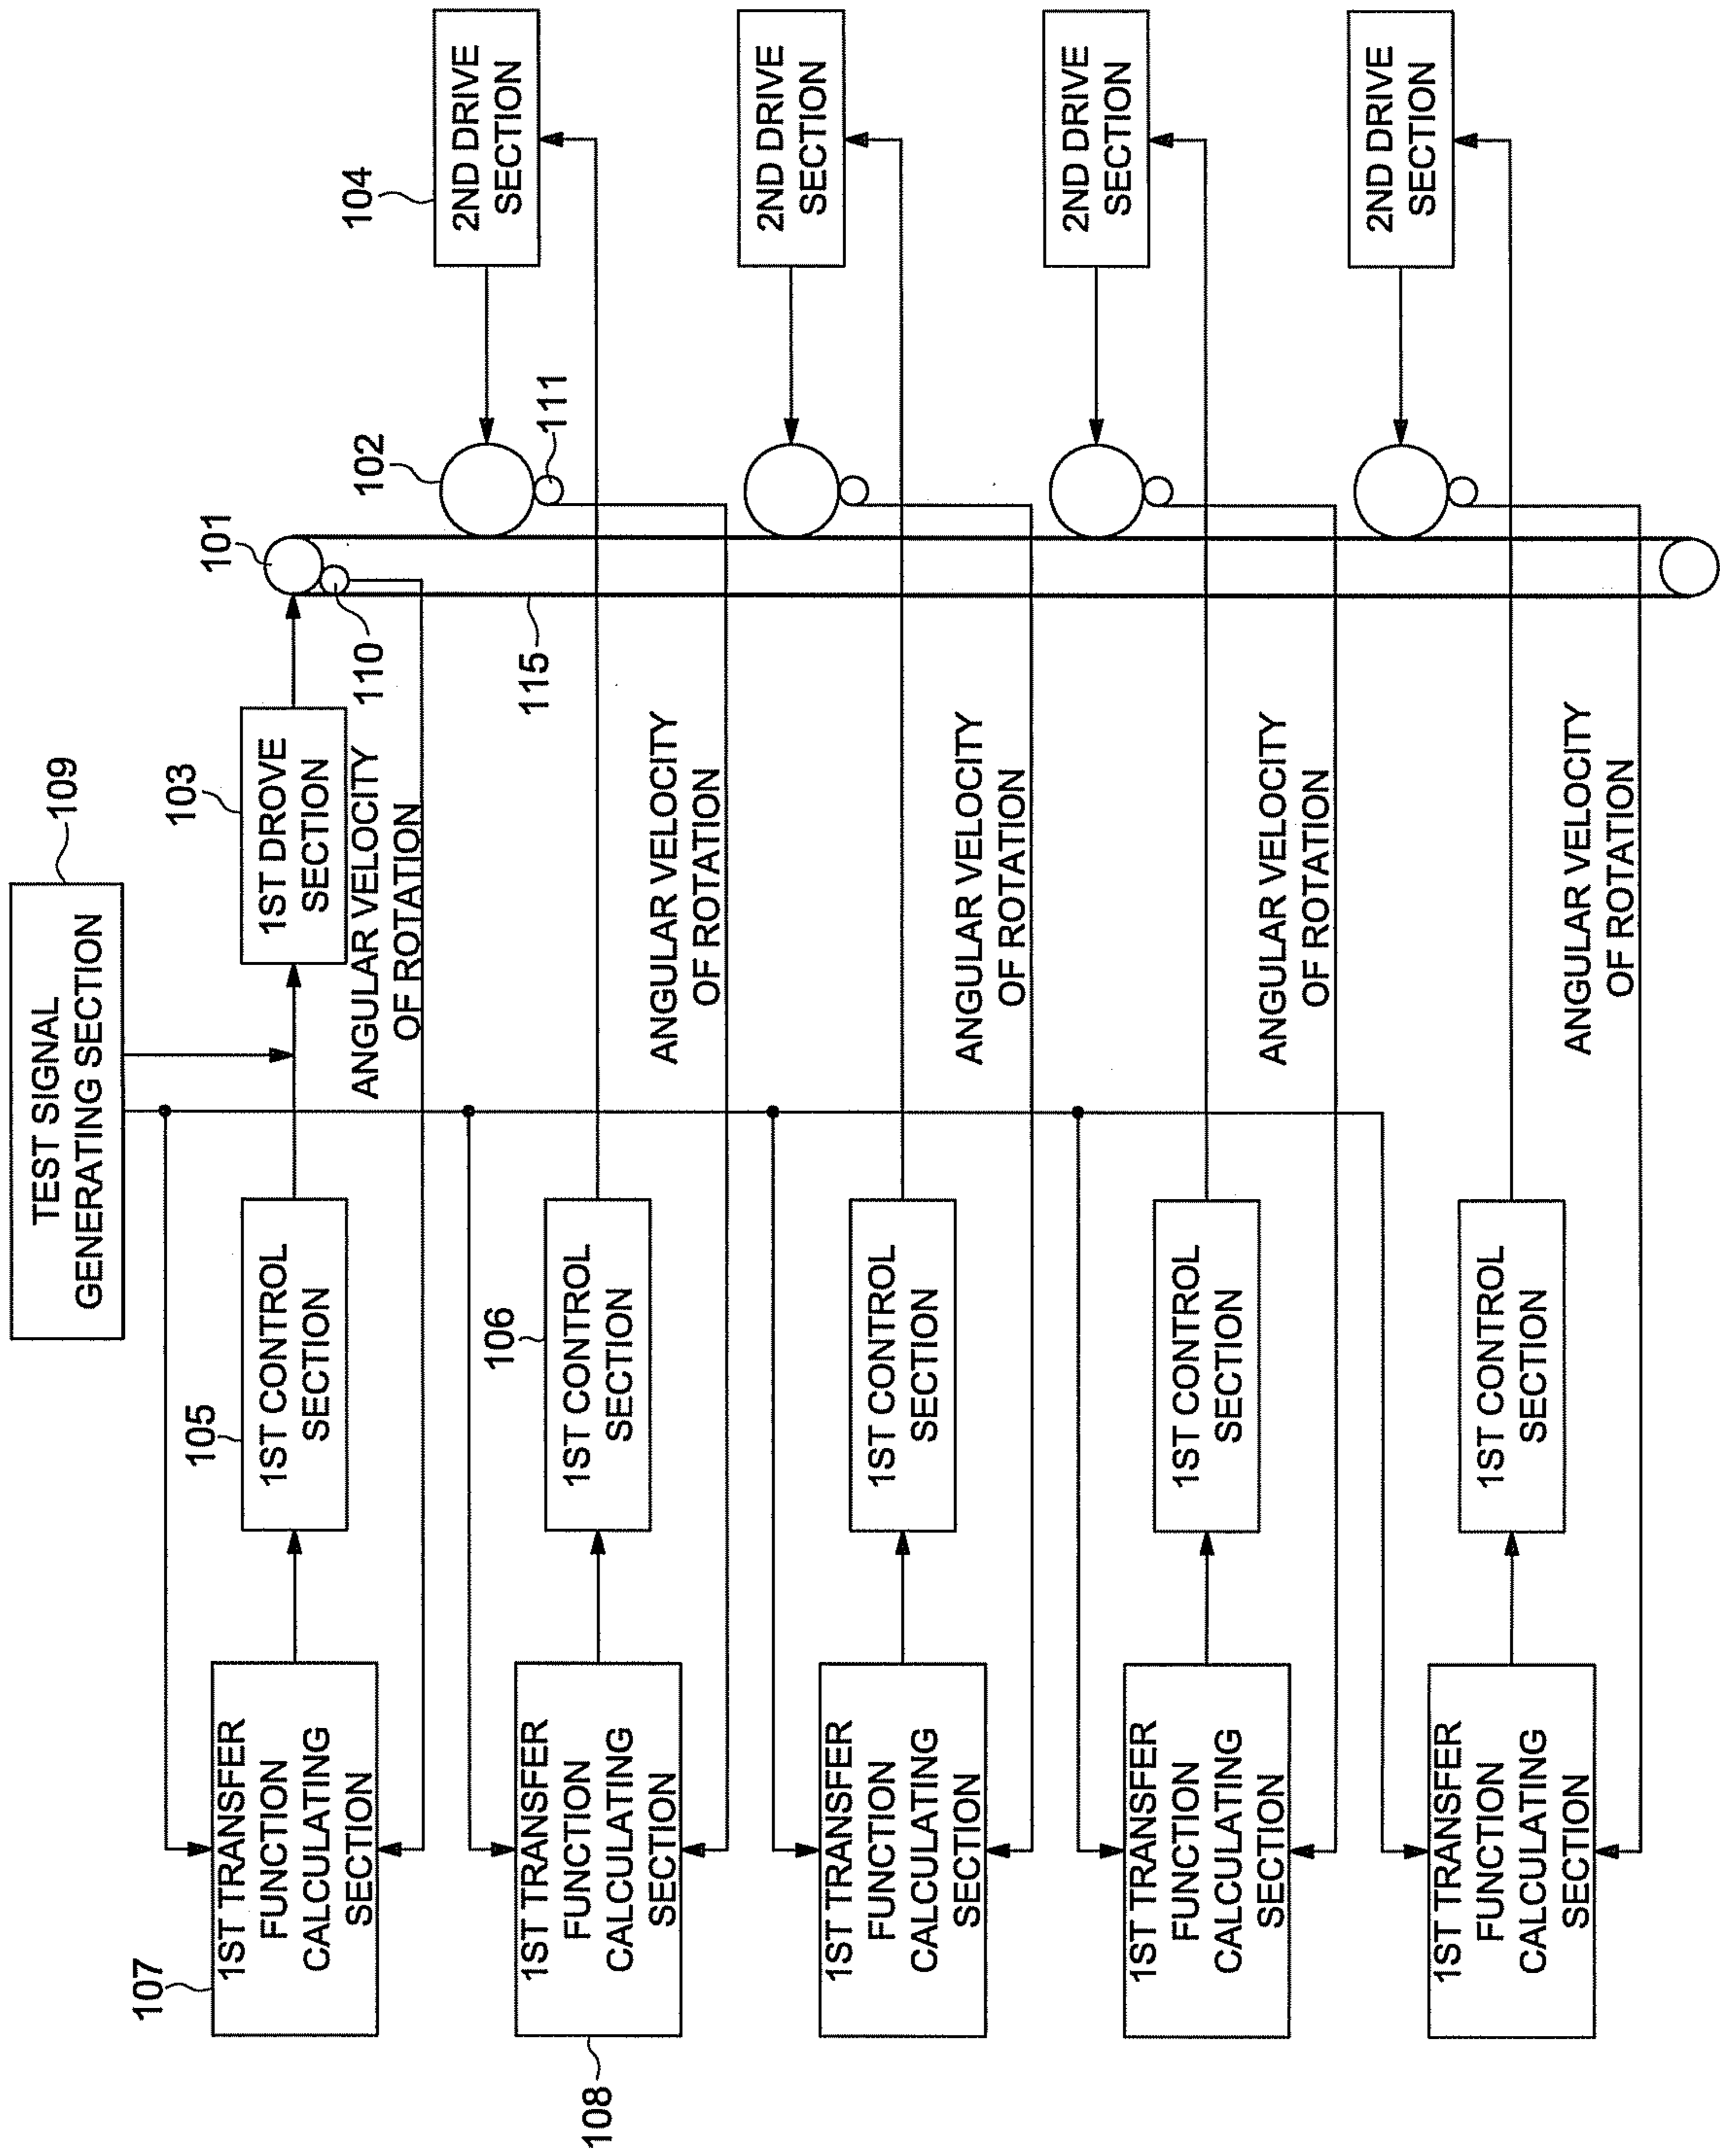 TEST SIGNAL
GENERATING SECTION
109
107
1ST TRANSFER
FUNCTION
CALCULATING
SECTION
105
1ST CONTROL
SECTION
103
1ST DROVE
SECTION
101
110
ANGULAR VELOCITY
OF ROTATION
115
108
1ST TRANSFER
FUNCTION
CALCULATING
SECTION
106
1ST CONTROL
SECTION
102
111
104
2ND DRIVE
SECTION
ANGULAR VELOCITY
OF ROTATION
1ST TRANSFER
FUNCTION
CALCULATING
SECTION
1ST CONTROL
SECTION
2ND DRIVE
SECTION
ANGULAR VELOCITY
OF ROTATION
1ST TRANSFER
FUNCTION
CALCULATING
SECTION
1ST CONTROL
SECTION
2ND DRIVE
SECTION
ANGULAR VELOCITY
OF ROTATION
1ST TRANSFER
FUNCTION
CALCULATING
SECTION
1ST CONTROL
SECTION
2ND DRIVE
SECTION
ANGULAR VELOCITY
OF ROTATION